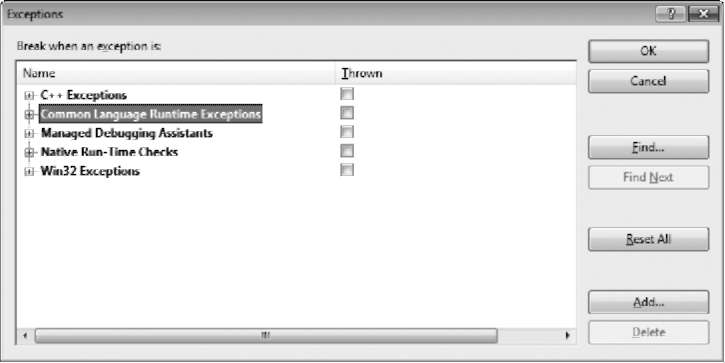 Exceptions
Break when an exception is:
Name Thrown
C++ Exceptions
Common Language Runtime Exceptions
Managed Debugging Assistants
Native Run-Time Checks
Win32 Exceptions
OK
Cancel
Find...
Find Next
Reset All
Add...
Delete